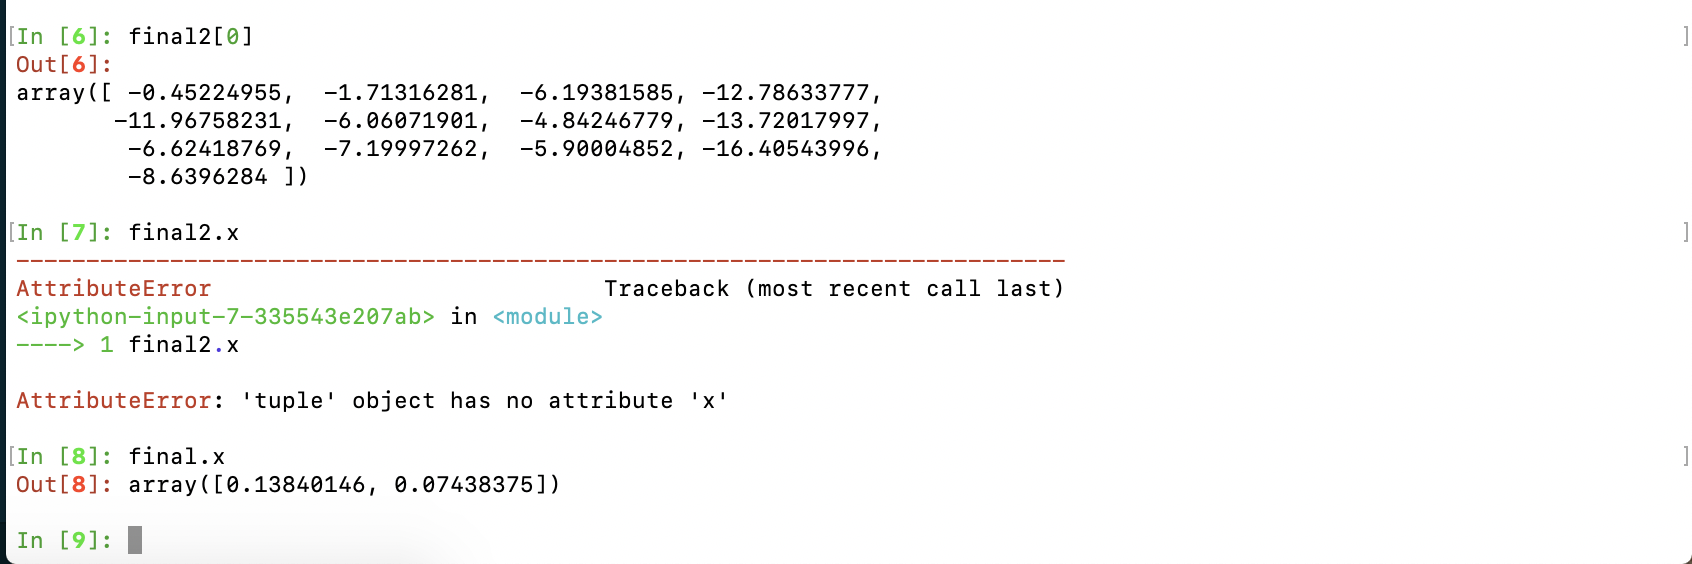 [In [6]: final2[0] ]
Out[6]:
array([ -0.45224955,  -1.71316281,  -6.19381585, -12.78633777,
       -11.96758231,  -6.06071901,  -4.84246779, -13.72017997,
        -6.62418769,  -7.19997262,  -5.90004852, -16.40543996,
        -8.6396284 ])
[In [7]: final2.x ]
---------------------------------------------------------------------------
AttributeError                            Traceback (most recent call last)
<ipython-input-7-335543e207ab> in <module>
----> 1 final2.x
AttributeError: 'tuple' object has no attribute 'x'
[In [8]: final.x ]
Out[8]: array([0.13840146, 0.07438375])
In [9]: